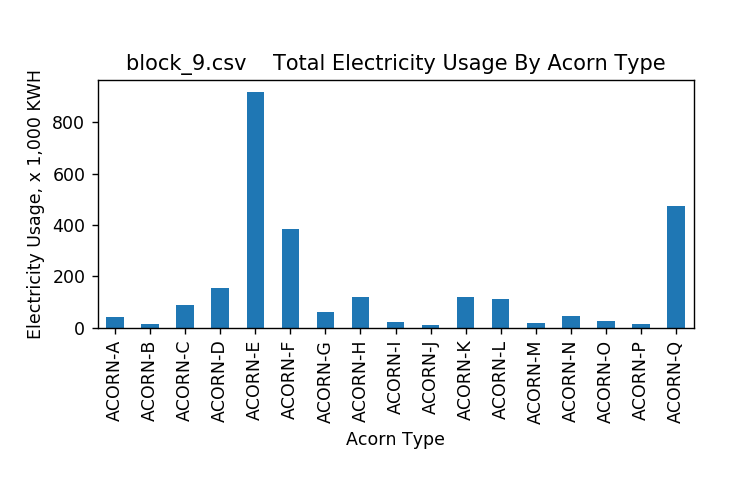 block_9.csv    Total Electricity Usage By Acorn Type
Electricity Usage, x 1,000 KWH
800
600
400
200
0
ACORN-A
ACORN-B
ACORN-C
ACORN-D
ACORN-E
ACORN-F
ACORN-G
ACORN-H
ACORN-I
ACORN-J
ACORN-K
ACORN-L
ACORN-M
ACORN-N
ACORN-O
ACORN-P
ACORN-Q
Acorn Type